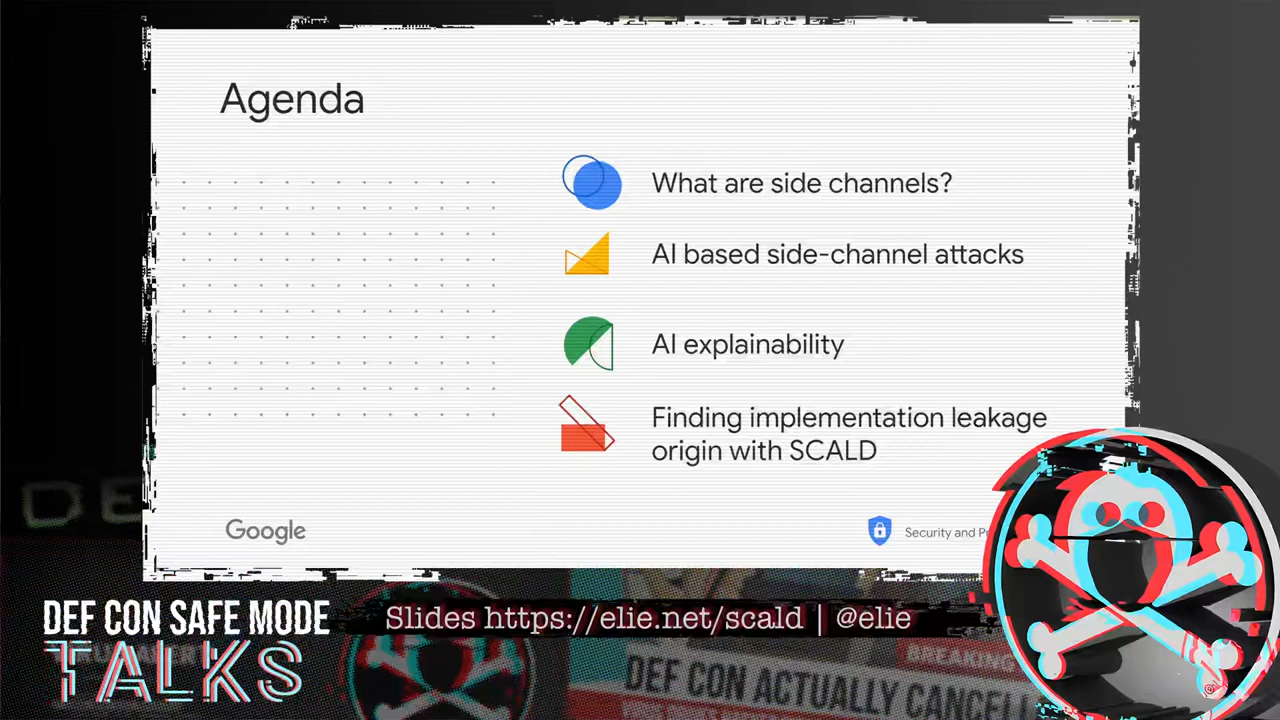 Agenda
What are side channels?
AI based side-channel attacks
AI explainability
Finding implementation leakage
origin with SCALD
Google
Security and
DEF CON SAFE MODE
TALKS
Slides https://elie.net/scald | @elie
BREAKING
DEF CON ACTUALLY